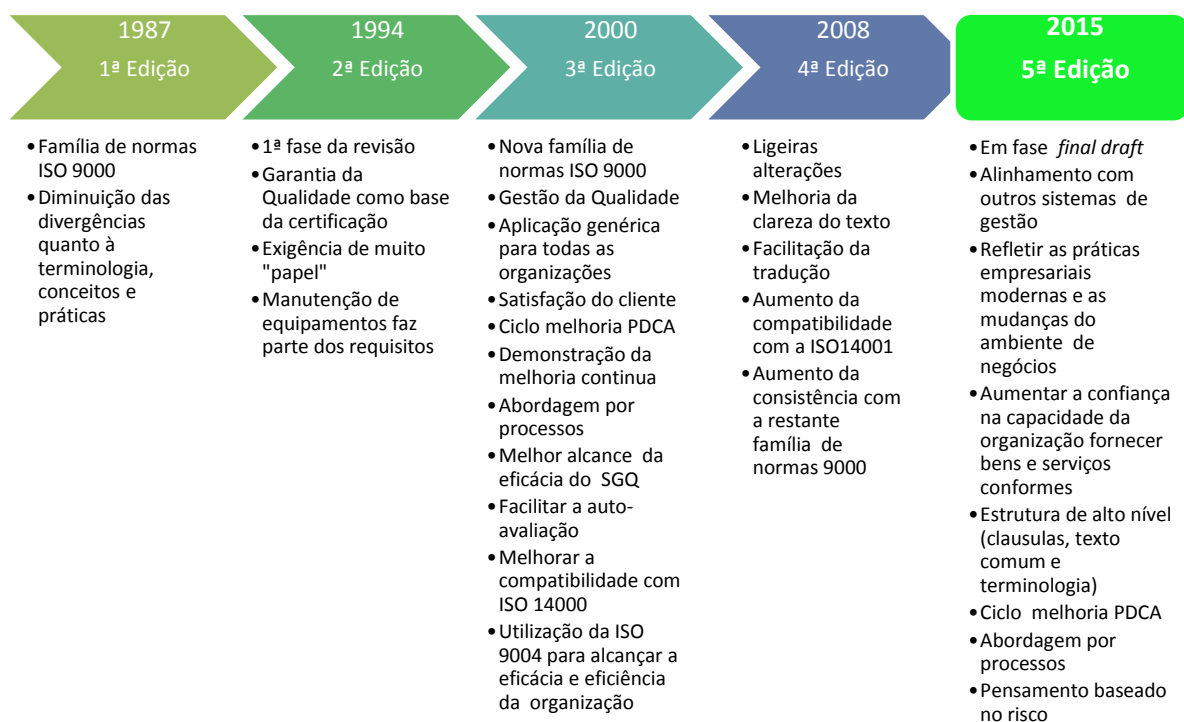 1987
1ª Edição
1994
2ª Edição
2000
3ª Edição
2008
4ª Edição
2015
5ª Edição
•Família de normas
ISO 9000
•Diminuição das
divergências
quanto à
terminologia,
conceitos e
práticas
•1ª fase da revisão
•Garantia da
Qualidade como base
da certificação
•Exigência de muito
"papel"
•Manutenção de
equipamentos faz
parte dos requisitos
•Nova família de
normas ISO 9000
•Gestão da Qualidade
•Aplicação genérica
para todas as
organizações
•Satisfação do cliente
•Ciclo melhoria PDCA
•Demonstração da
melhoria continua
•Abordagem por
processos
•Melhor alcance da
eficácia do SGQ
•Facilitar a auto-
avaliação
•Melhorar a
compatibilidade com
ISO 14000
•Utilização da ISO
9004 para alcançar a
eficácia e eficiência
da organização
•Ligeiras
alterações
•Melhoria da
clareza do texto
•Facilitação da
tradução
•Aumento da
compatibilidade
com a ISO14001
•Aumento da
consistência com
a restante
família de
normas 9000
•Em fase final draft
•Alinhamento com
outros sistemas de
gestão
•Refletir as práticas
empresariais
modernas e as
mudanças do
ambiente de
negócios
•Aumentar a confiança
na capacidade da
organização fornecer
bens e serviços
conformes
•Estrutura de alto nível
(clausulas, texto
comum e
terminologia)
•Ciclo melhoria PDCA
•Abordagem por
processos
•Pensamento baseado
no risco